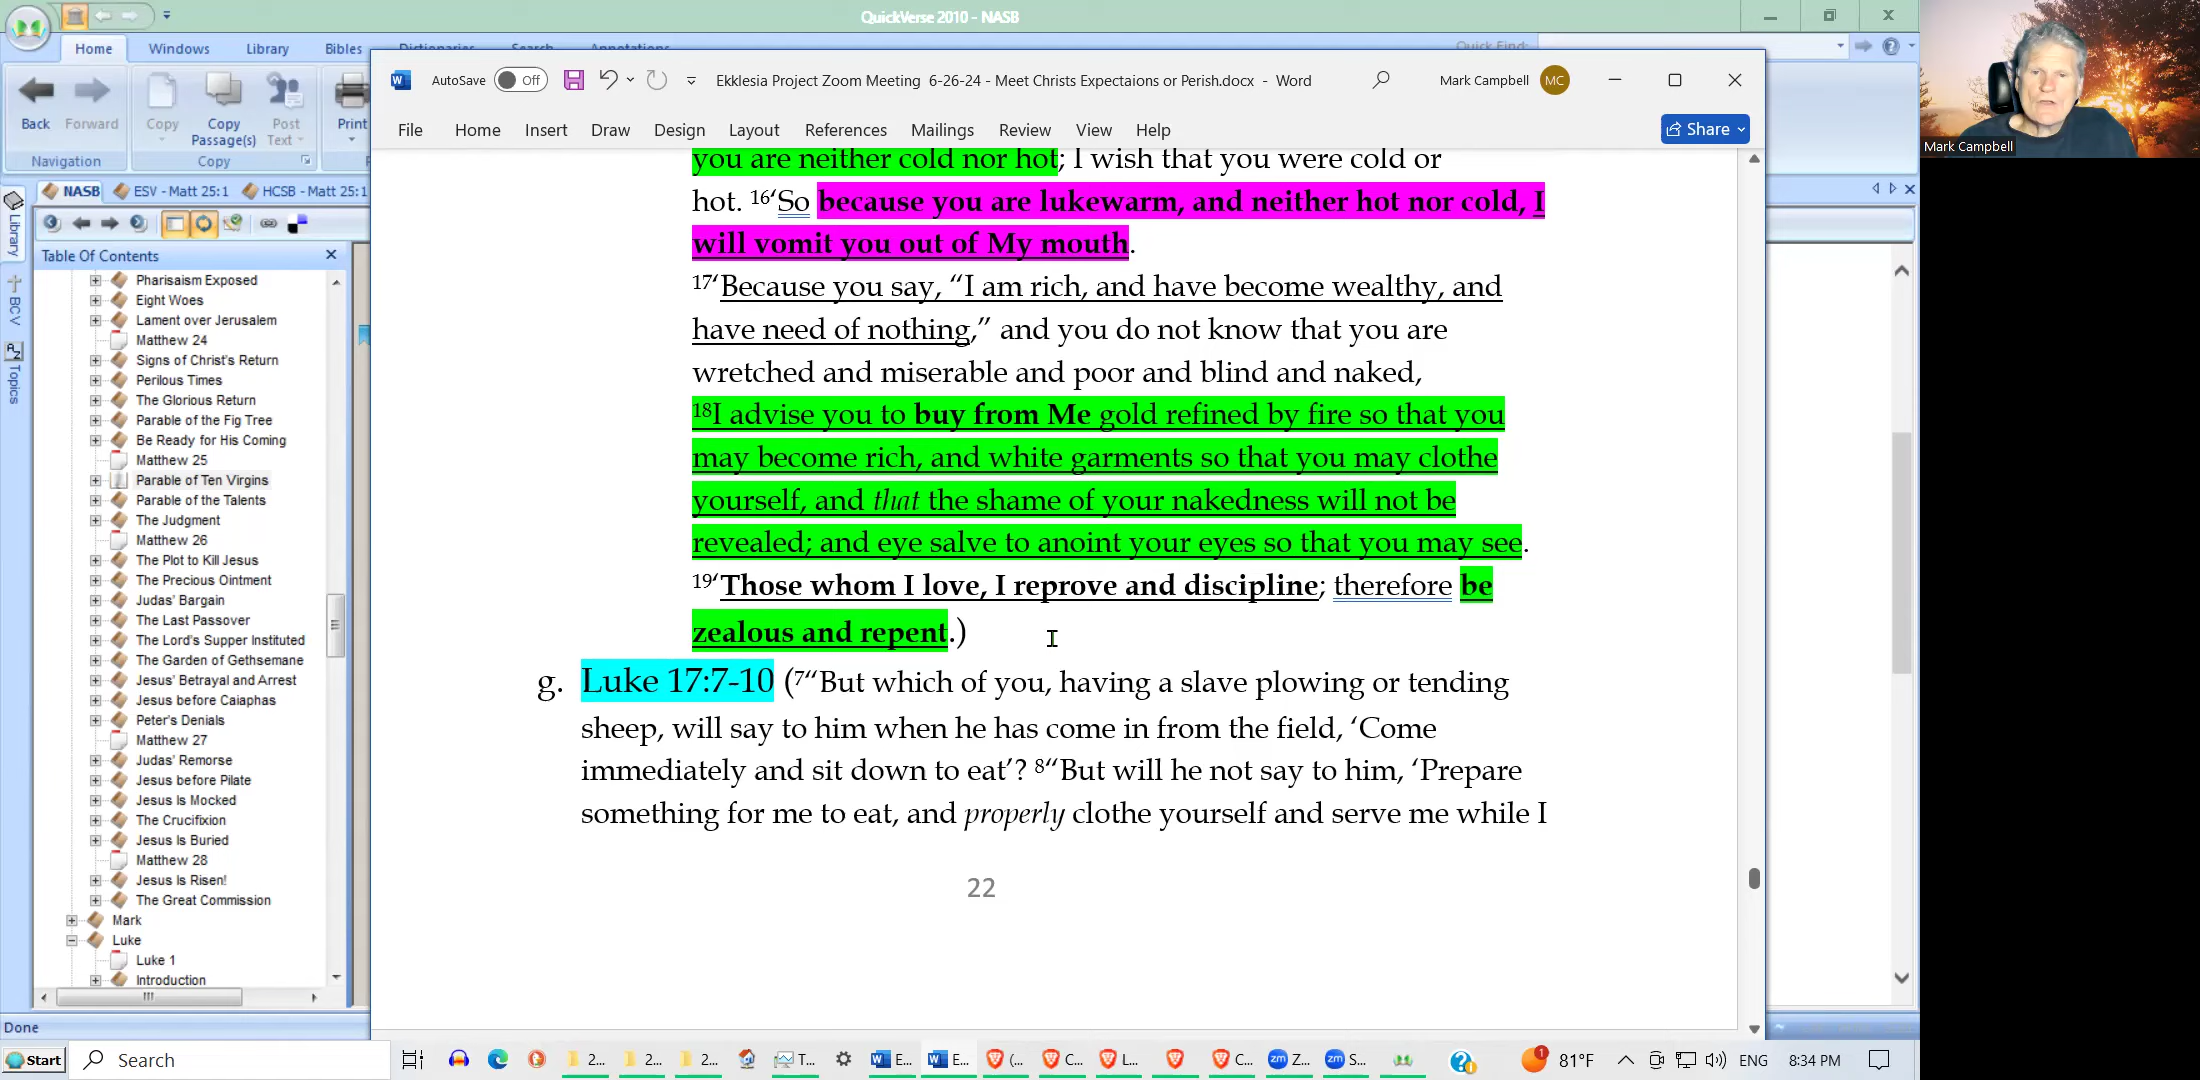 QuickVerse 2010 - NASB
Home Windows Library Bibles Dictionaries Search Annotations Quick Find:
Back Forward Copy Copy Passage(s) Post Text Print
Navigation Copy
NASB ESV - Matt 25:1 HCSB - Matt 25:1
Library
BCV
Topics
Table Of Contents
Pharisaism Exposed
Eight Woes
Lament over Jerusalem
Matthew 24
Signs of Christ's Return
Perilous Times
The Glorious Return
Parable of the Fig Tree
Be Ready for His Coming
Matthew 25
Parable of Ten Virgins
Parable of the Talents
The Judgment
Matthew 26
The Plot to Kill Jesus
The Precious Ointment
Judas' Bargain
The Last Passover
The Lord's Supper Instituted
The Garden of Gethsemane
Jesus' Betrayal and Arrest
Jesus before Caiaphas
Peter's Denials
Matthew 27
Judas' Remorse
Jesus before Pilate
Jesus Is Mocked
The Crucifixion
Jesus Is Buried
Matthew 28
Jesus Is Risen!
The Great Commission
Mark
Luke
Luke 1
Introduction
Done
AutoSave Off Ekklesia Project Zoom Meeting 6-26-24 - Meet Christs Expectaions or Perish.docx - Word Mark Campbell MC
File Home Insert Draw Design Layout References Mailings Review View Help Share
you are neither cold nor hot; I wish that you were cold or
hot. 16‘So because you are lukewarm, and neither hot nor cold, I
will vomit you out of My mouth.
17‘Because you say, “I am rich, and have become wealthy, and
have need of nothing,” and you do not know that you are
wretched and miserable and poor and blind and naked,
18I advise you to buy from Me gold refined by fire so that you
may become rich, and white garments so that you may clothe
yourself, and that the shame of your nakedness will not be
revealed; and eye salve to anoint your eyes so that you may see.
19‘Those whom I love, I reprove and discipline; therefore be
zealous and repent.)
g. Luke 17:7-10 (7“But which of you, having a slave plowing or tending
sheep, will say to him when he has come in from the field, ‘Come
immediately and sit down to eat’? 8“But will he not say to him, ‘Prepare
something for me to eat, and properly clothe yourself and serve me while I
22
Mark Campbell
Start Search 2... 2... 2... T... E... E... (... C... L... C... Z... S... 1 81°F ENG 8:34 PM